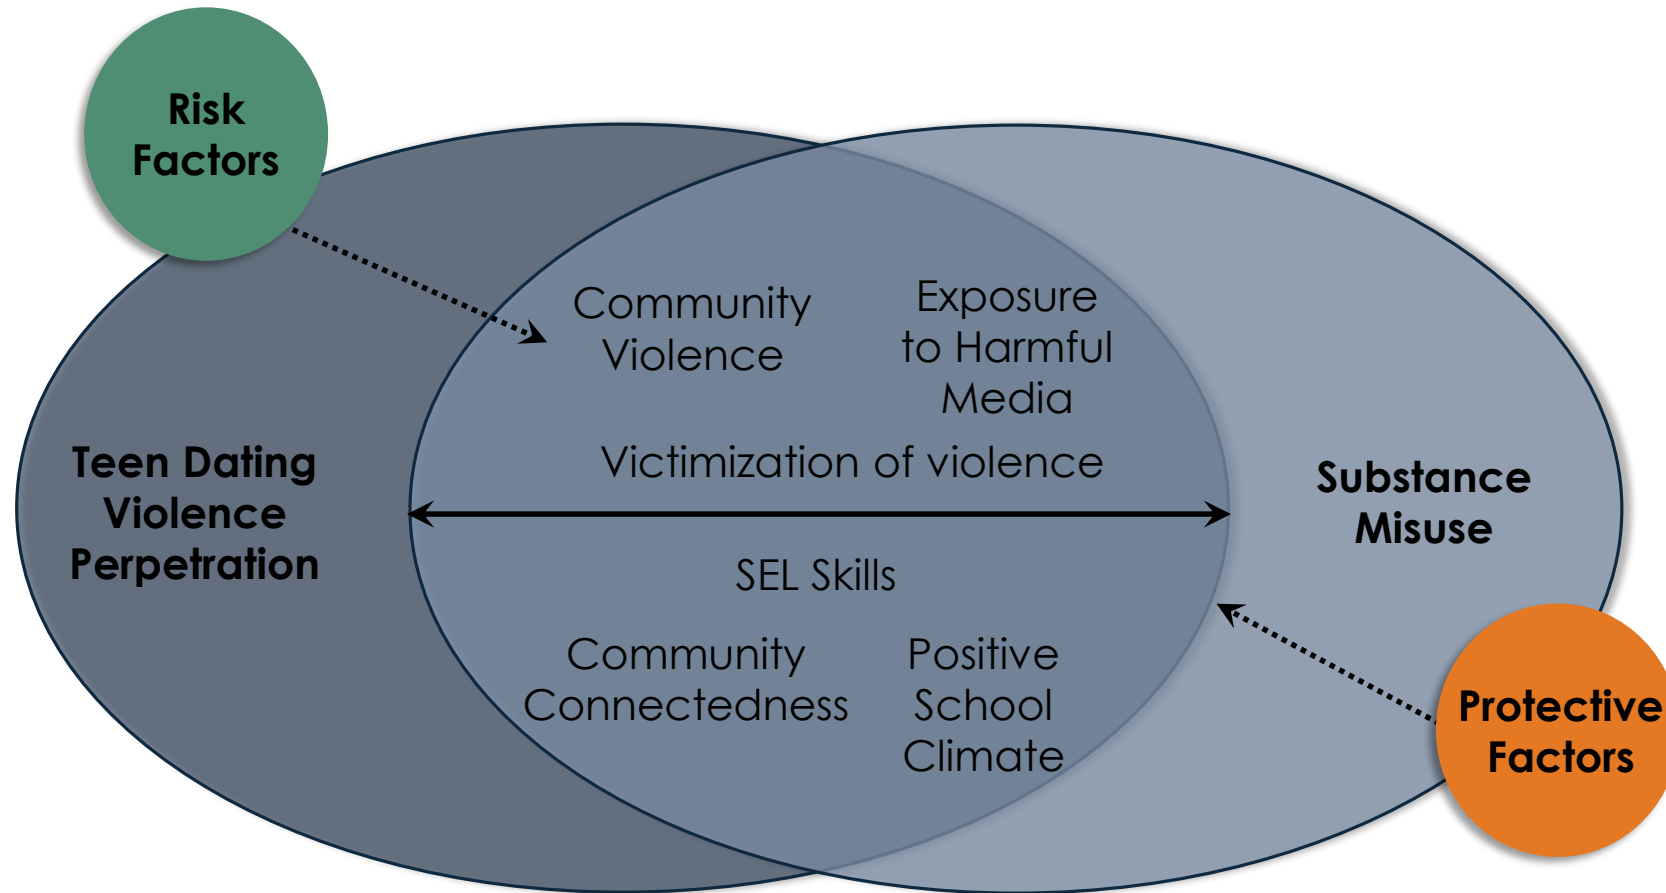 Risk
Factors
Community
Violence
Exposure
to Harmful
Media
Teen Dating
Violence
Perpetration
Victimization of violence
Substance
Misuse
SEL Skills
Community
Connectedness
Positive
School
Climate
Protective
Factors